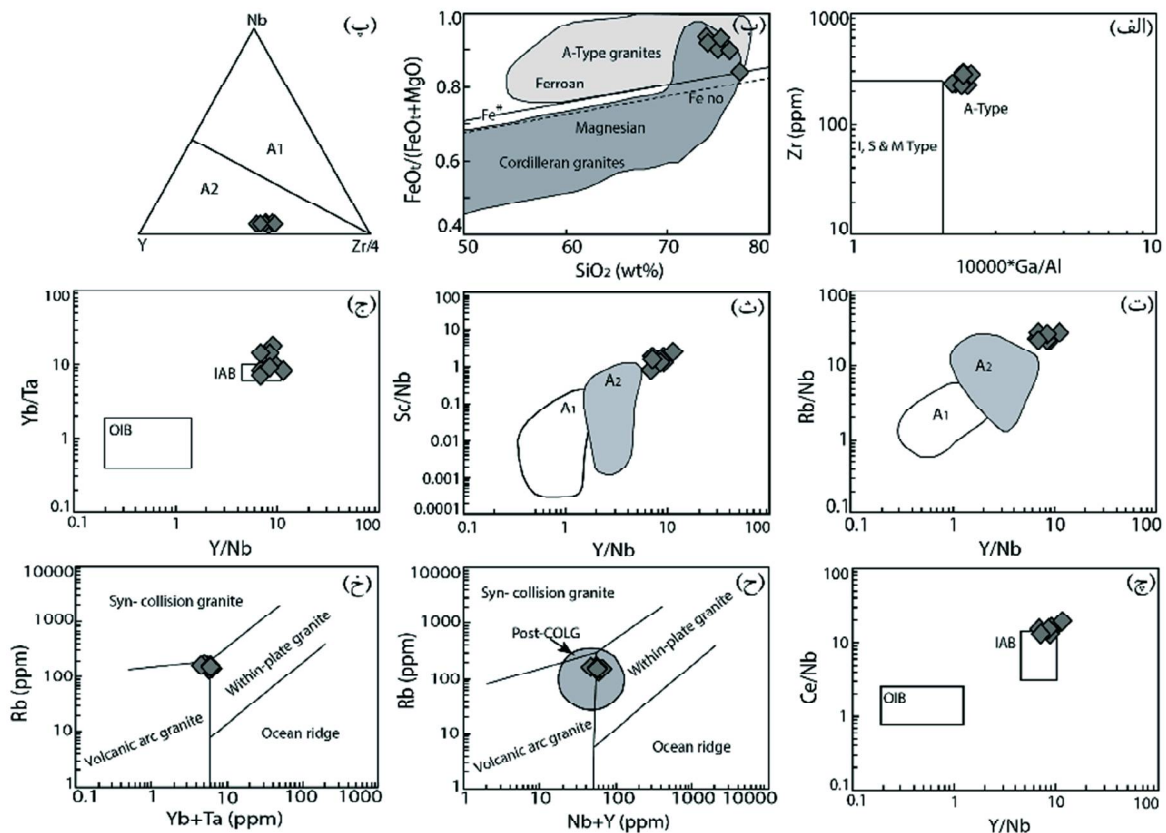 (الف)
1000
100
10
Zr (ppm)
I, S & M Type
A-Type
1
10
10000*Ga/Al
(ب)
1.0
0.8
0.6
0.4
FeOt/(FeOt+MgO)
A-Type granites
Ferroan
Fe*
Fe no
Magnesian
Cordilleran granites
50
60
70
80
SiO2 (wt%)
(پ)
Nb
A1
A2
Y
Zr/4
(ت)
100
10
1
0.1
Rb/Nb
A2
A1
0.1
1
10
100
Y/Nb
(ث)
100
10
1
0.1
0.01
0.001
0.0001
Sc/Nb
A1
A2
0.1
1
10
100
Y/Nb
(ج)
100
10
1
0.1
Yb/Ta
IAB
OIB
0.1
1
10
100
Y/Nb
(چ)
100
10
1
0.1
Ce/Nb
IAB
OIB
0.1
1
10
100
Y/Nb
(ح)
10000
1000
100
10
1
Rb (ppm)
Syn- collision granite
Post-COLG
Within-plate granite
Volcanic arc granite
Ocean ridge
1
10
100
1000
Nb+Y (ppm)
(خ)
10000
1000
100
10
1
Rb (ppm)
Syn- collision granite
Within-plate granite
Volcanic arc granite
Ocean ridge
0.1
1
10
100
1000
Yb+Ta (ppm)